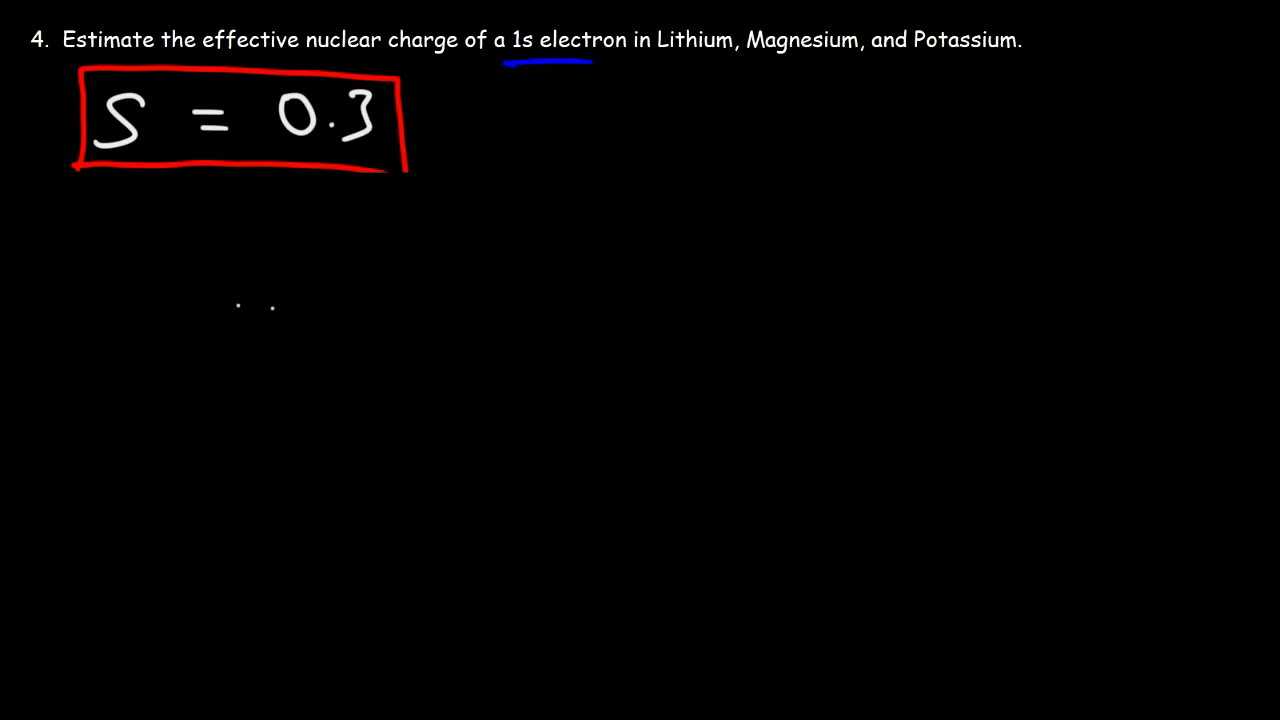 4. Estimate the effective nuclear charge of a 1s electron in Lithium, Magnesium, and Potassium.
S = 0.3